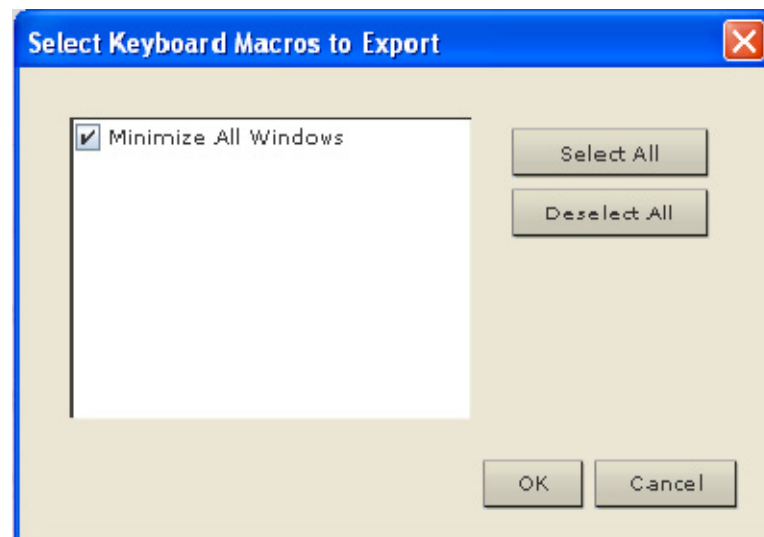 Select Keyboard Macros to Export
Minimize All Windows
Select All
Deselect All
OK
Cancel